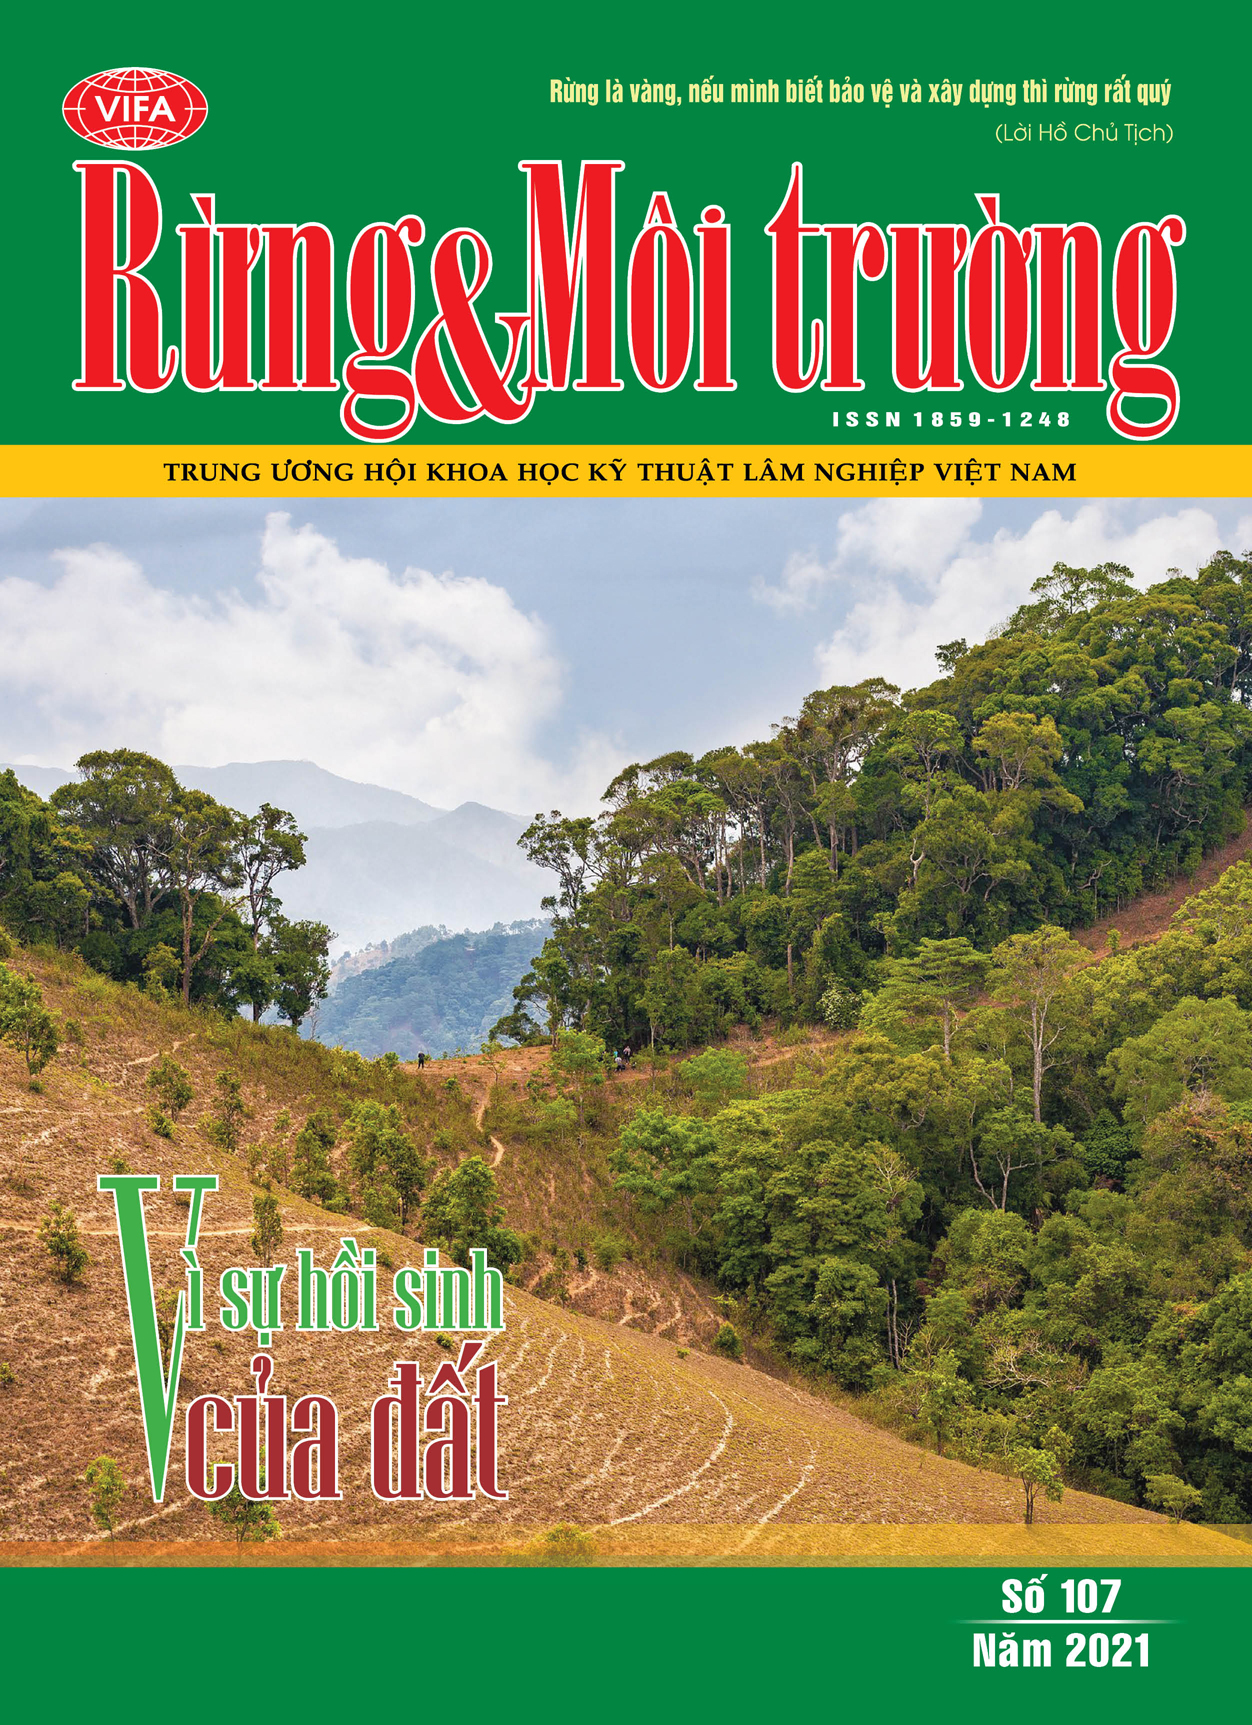 VIFA
Rừng là vàng, nếu mình biết bảo vệ và xây dựng thì rừng rất quý
(Lời Hồ Chủ Tịch)
Rừng&Môi trường
ISSN 1859-1248
TRUNG ƯƠNG HỘI KHOA HỌC KỸ THUẬT LÂM NGHIỆP VIỆT NAM
Vì sự hồi sinh
của đất
Số 107
Năm 2021